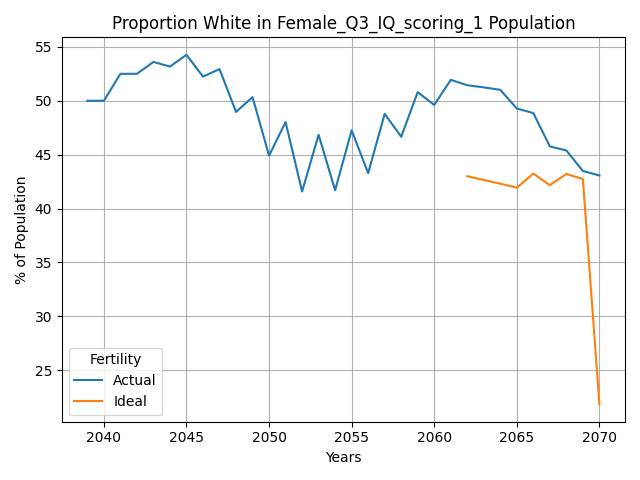 Proportion White in Female_Q3_IQ_scoring_1 Population
% of Population
55
50
45
40
35
30
25
Fertility
Actual
Ideal
2040 2045 2050 2055 2060 2065 2070
Years